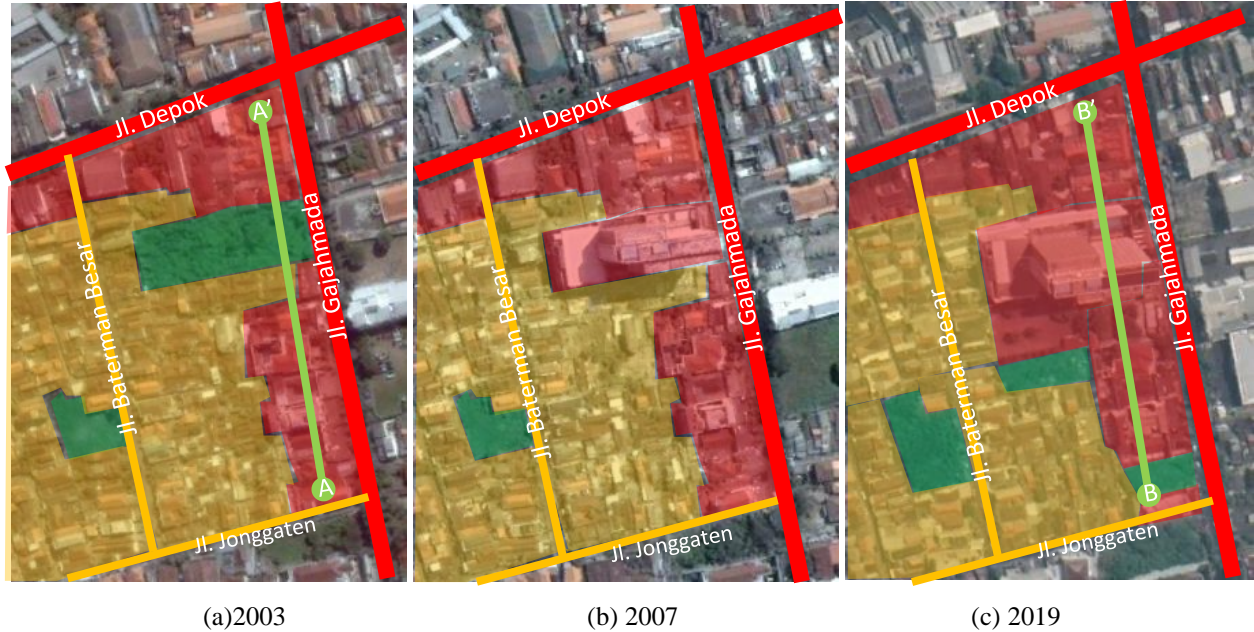 Jl. Depok
A'
Jl. Gajahmada
Jl. Baterman Besar
A
Jl. Jonggaten
(a)2003
Jl. Depok
Jl. Gajahmada
Jl. Baterman Besar
Jl. Jonggaten
(b) 2007
Jl. Depok
B'
Jl. Gajahmada
Jl. Baterman Besar
B
Jl. Jonggaten
(c) 2019